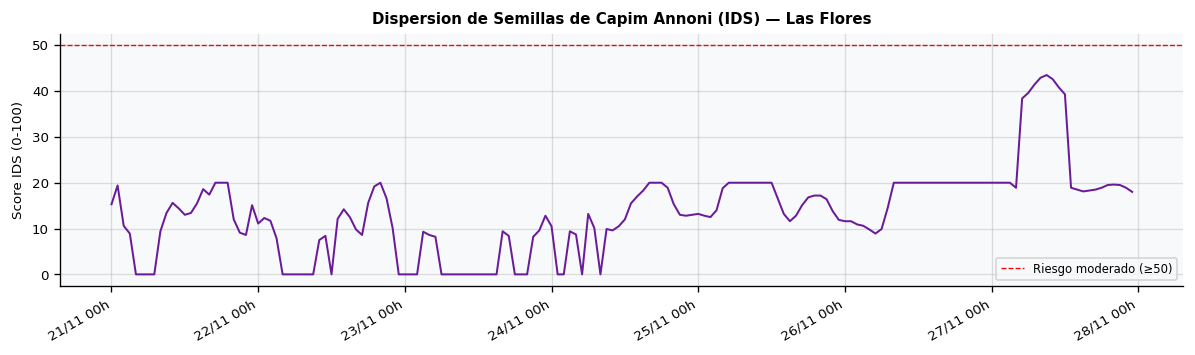 Dispersion de Semillas de Capim Annoni (IDS) — Las Flores
Score IDS (0-100)
50
40
30
20
10
0
Riesgo moderado (≥50)
21/11 00h
22/11 00h
23/11 00h
24/11 00h
25/11 00h
26/11 00h
27/11 00h
28/11 00h